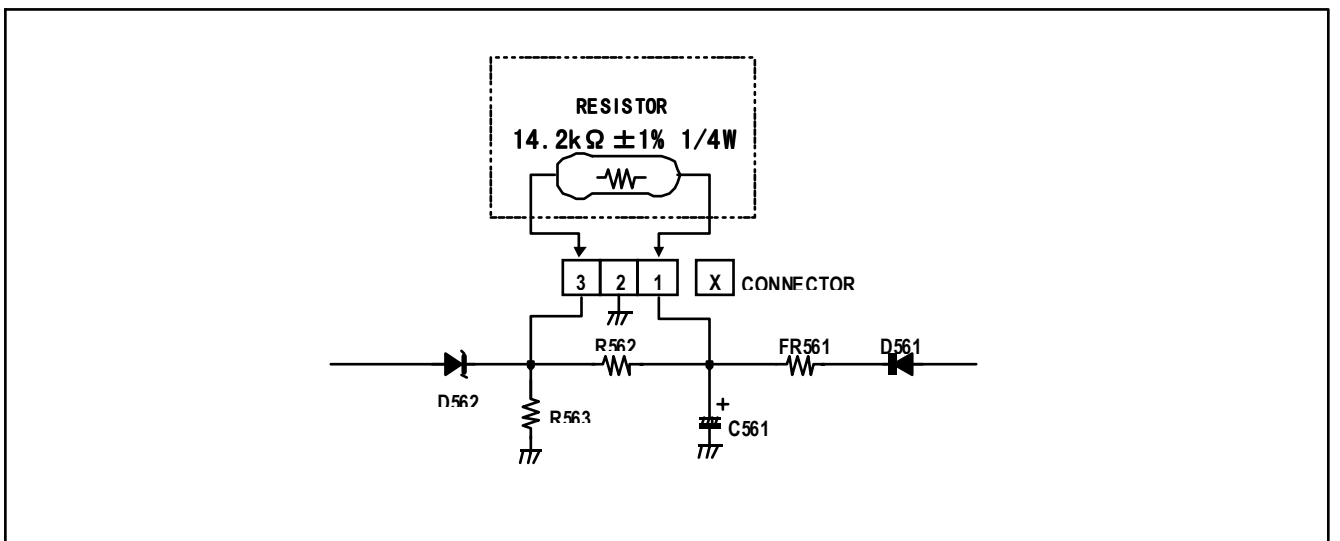 RESISTOR
14.2kΩ ±1% 1/4W
3 2 1 X CONNECTOR
R562 FR561 D561
D562 R563 + C561